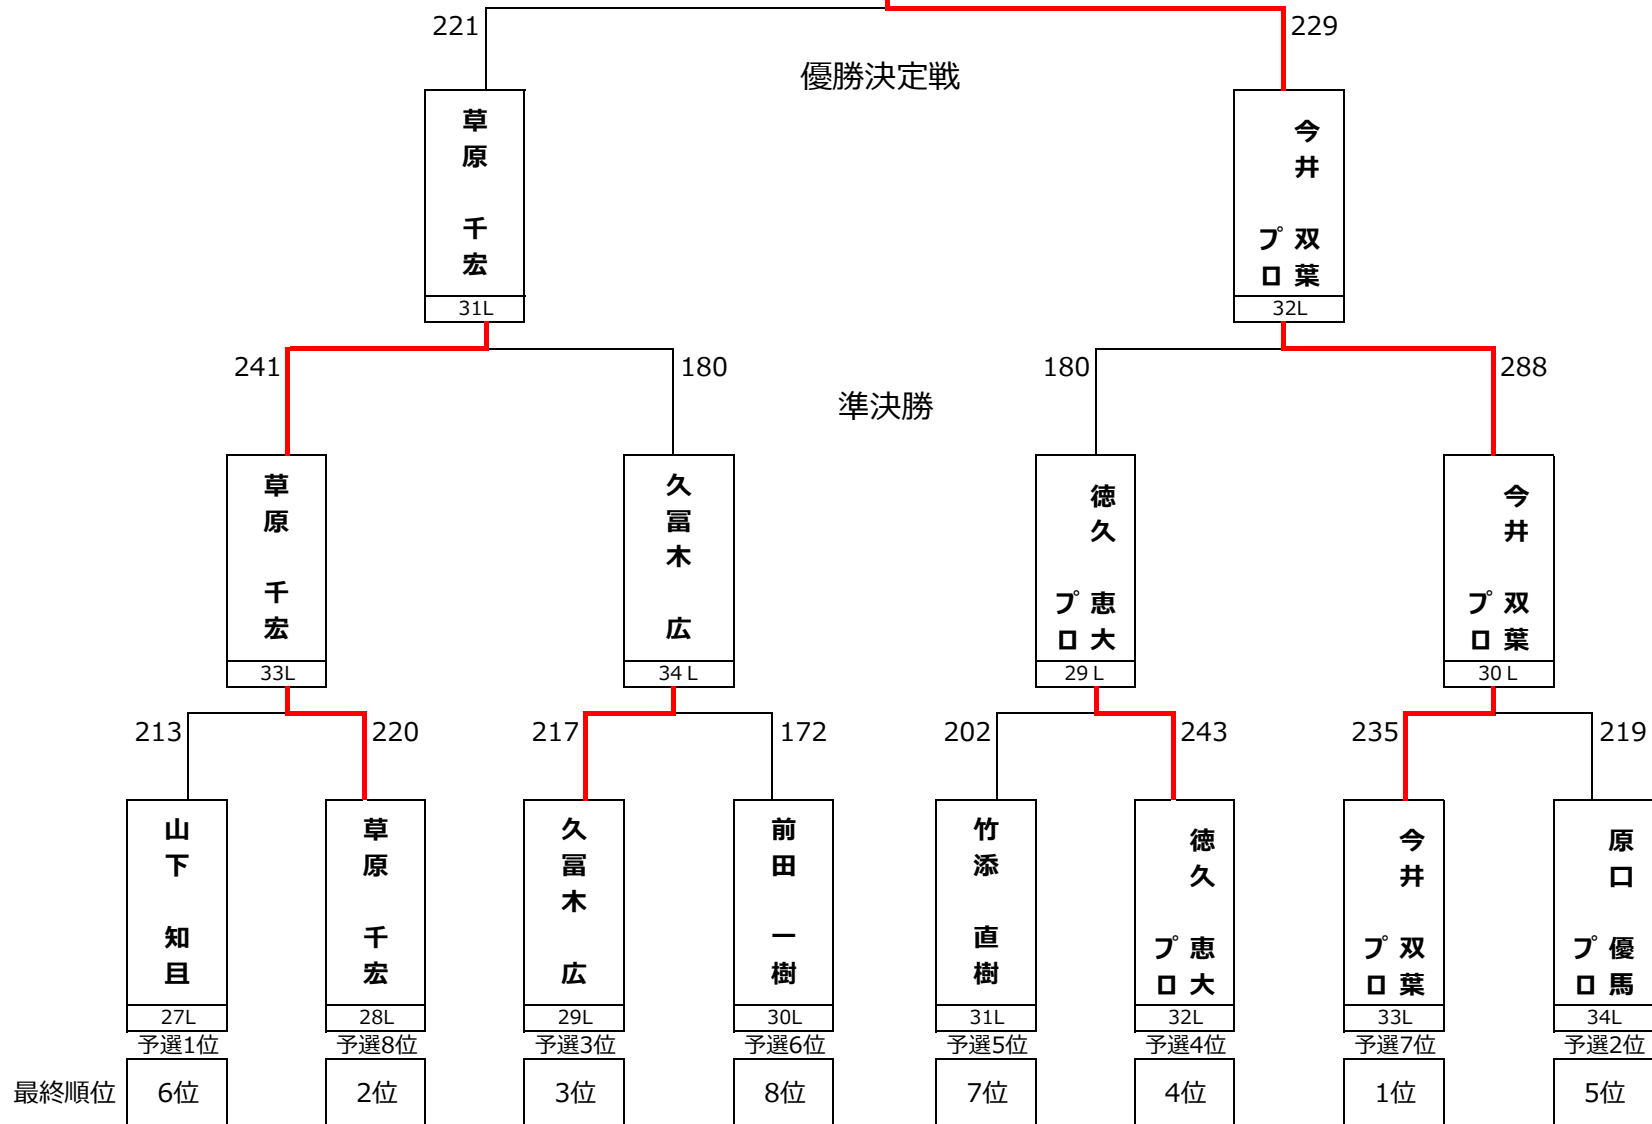 221
229
優勝決定戦
草原 千宏
今井 双葉
プロ
31L
32L
241
180
180
288
準決勝
草原 千宏
久冨木 広
徳久 恵大
プロ
今井 双葉
プロ
33L
34 L
29 L
30 L
213
220
217
172
202
243
235
219
山下 知且
草原 千宏
久冨木 広
前田 一樹
竹添 直樹
徳久 恵大
プロ
今井 双葉
プロ
原口 優馬
プロ
27L
28L
29L
30L
31L
32L
33L
34L
予選1位
予選8位
予選3位
予選6位
予選5位
予選4位
予選7位
予選2位
最終順位
6位
2位
3位
8位
7位
4位
1位
5位